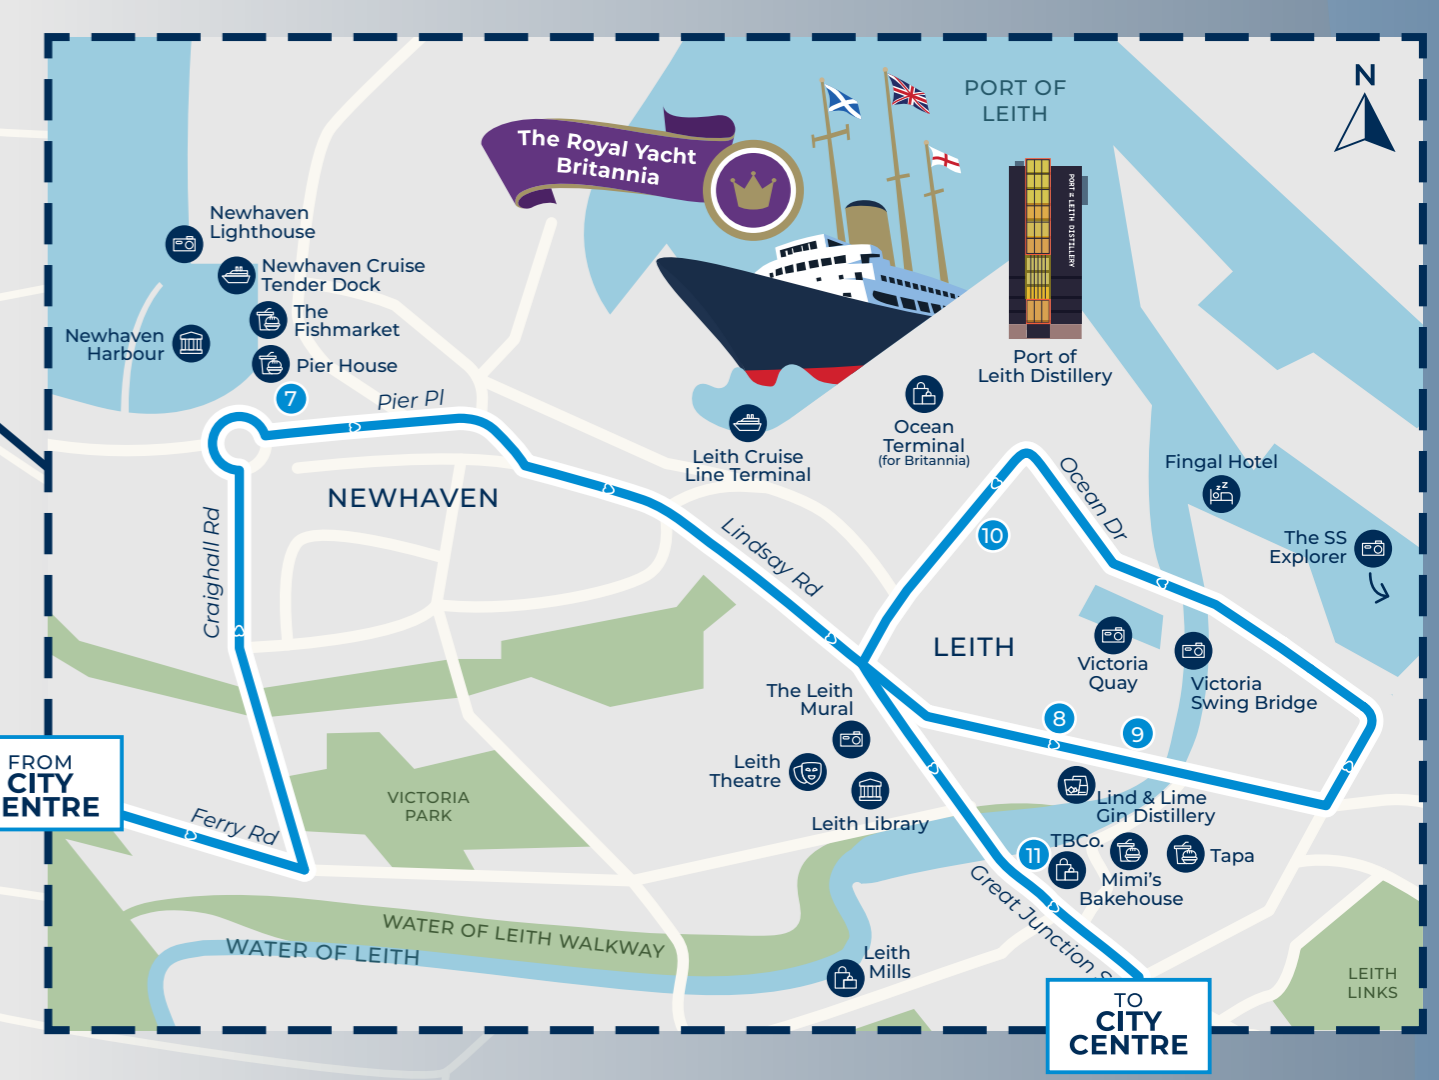 N
PORT OF
LEITH
The Royal Yacht
Britannia
PORT of LEITH DISTILLERY
Newhaven
Lighthouse
Newhaven Cruise
Tender Dock
The
Fishmarket
Newhaven
Harbour
Pier House
7
Pier Pl
Port of
Leith Distillery
Ocean
Terminal
(for Britannia)
Leith Cruise
Line Terminal
Fingal Hotel
Ocean Dr
NEWHAVEN
Craighall Rd
Lindsay Rd
10
The SS
Explorer
LEITH
Victoria
Quay
Victoria
Swing Bridge
The Leith
Mural
8
9
Leith
Theatre
Leith Library
FROM
CITY
ENTRE
Ferry Rd
VICTORIA
PARK
Lind & Lime
Gin Distillery
11
TBCo.
Mimi's
Bakehouse
Tapa
Great Junction S
WATER OF LEITH WALKWAY
WATER OF LEITH
Leith
Mills
LEITH
LINKS
TO
CITY
CENTRE